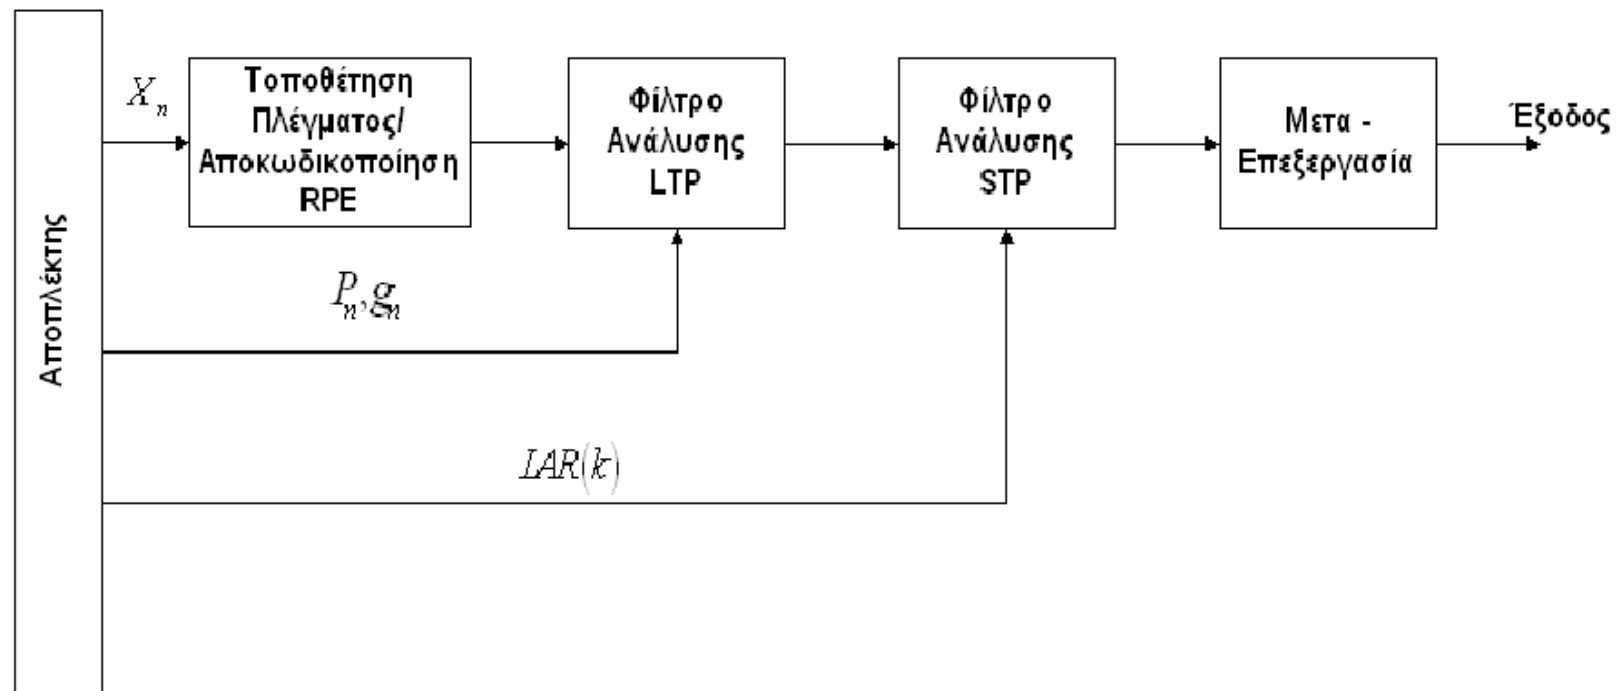 Αποπλέκτης
X_n
Τοποθέτηση
Πλέγματος/
Αποκωδικοποίηση
RPE
Φίλτρο
Ανάλυσης
LTP
Φίλτρο
Ανάλυσης
STP
Μετα -
Επεξεργασία
Έξοδος
P_n,g_n
LAR(k)